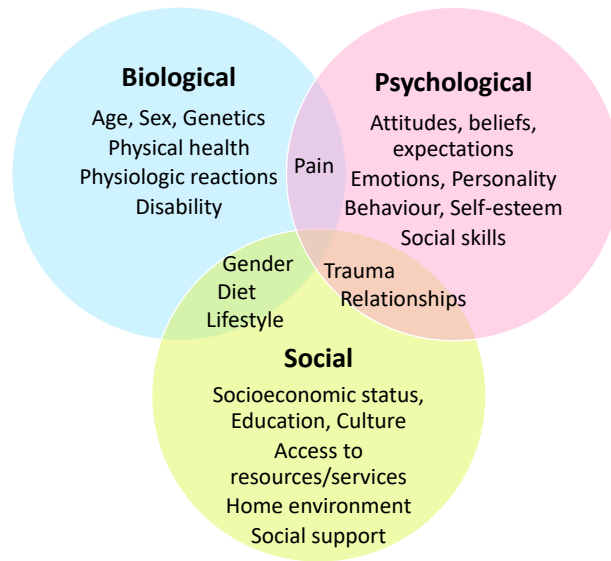 Biological
Age, Sex, Genetics
Physical health
Physiologic reactions
Disability
Psychological
Attitudes, beliefs,
expectations
Emotions, Personality
Behaviour, Self-esteem
Social skills
Pain
Gender
Diet
Lifestyle
Trauma
Relationships
Social
Socioeconomic status,
Education, Culture
Access to
resources/services
Home environment
Social support